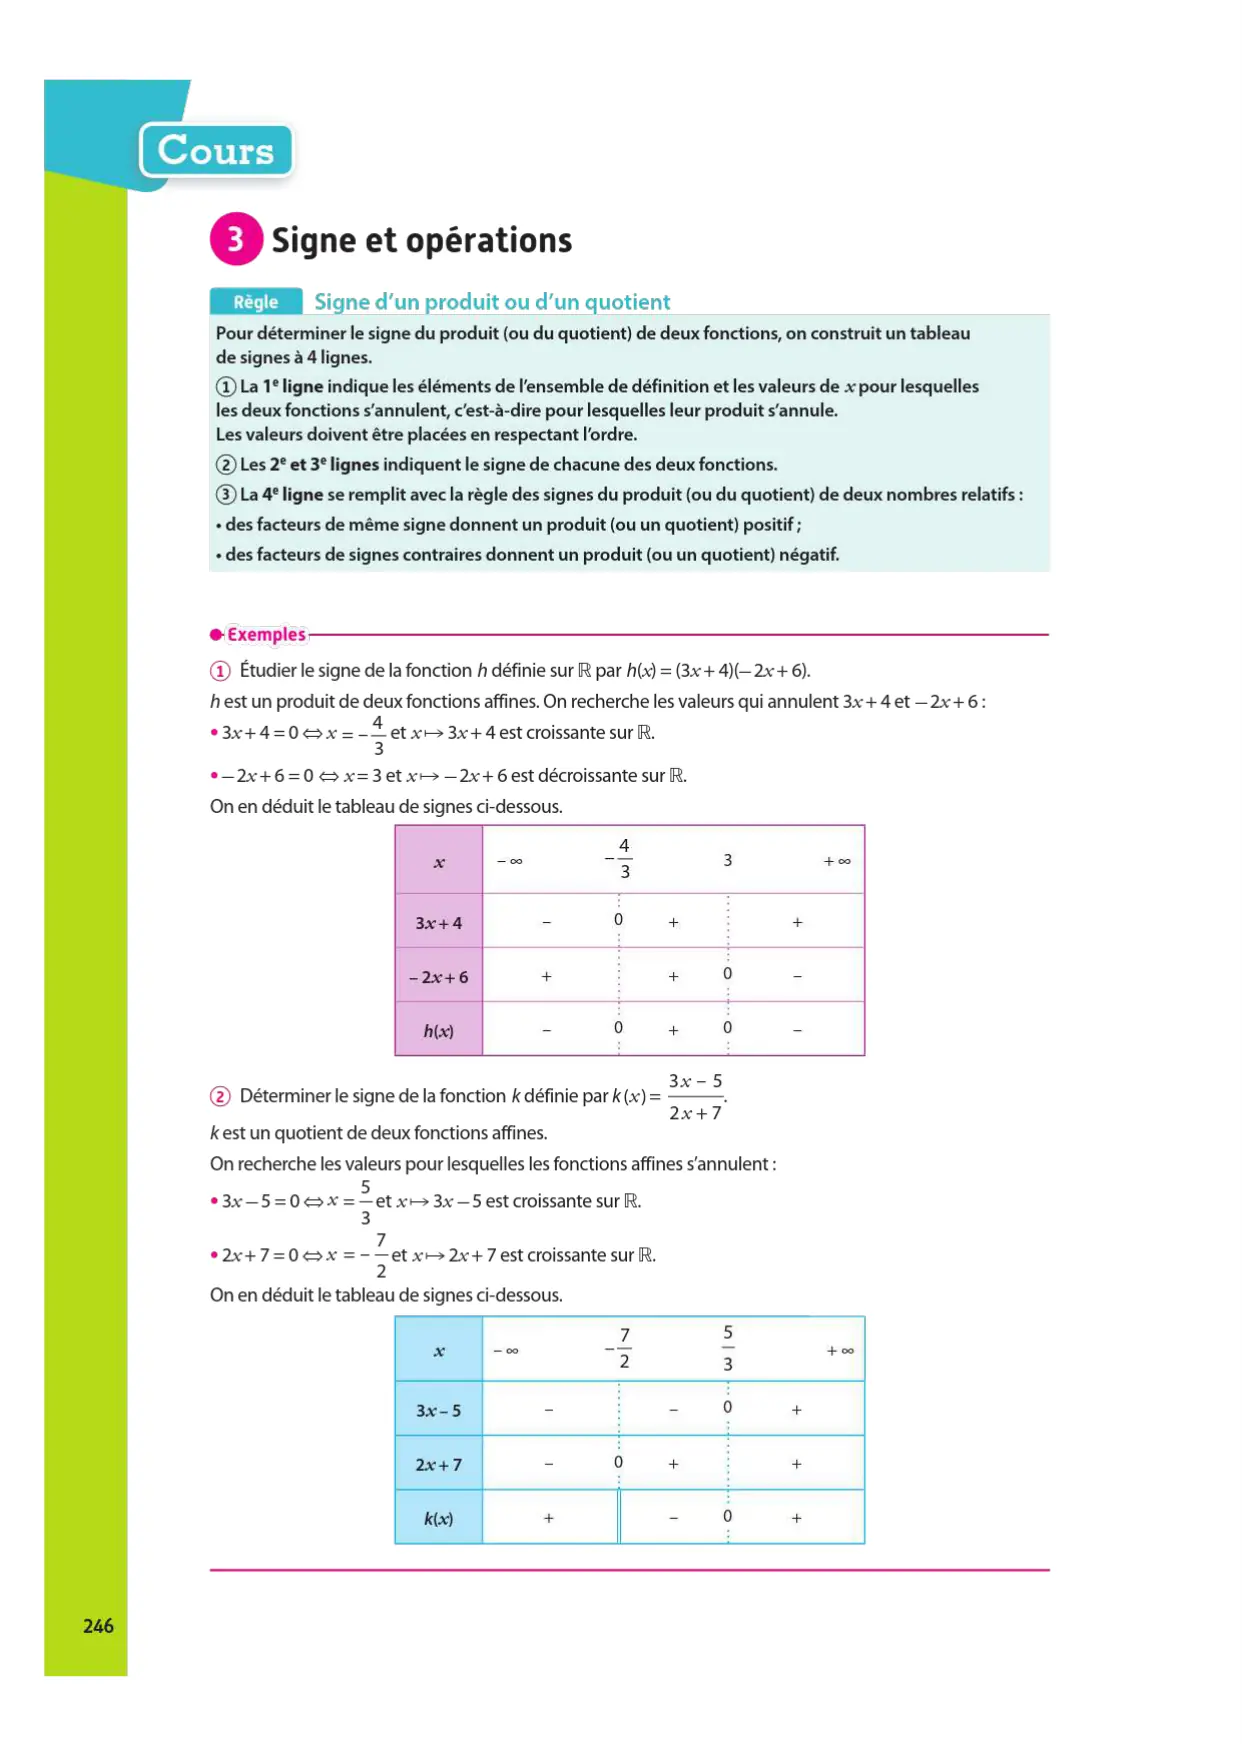 Cours
3 Signe et opérations
Règle Signe d’un produit ou d’un quotient
Pour déterminer le signe du produit (ou du quotient) de deux fonctions, on construit un tableau
de signes à 4 lignes.
① La 1e ligne indique les éléments de l’ensemble de définition et les valeurs de x pour lesquelles
les deux fonctions s’annulent, c’est-à-dire pour lesquelles leur produit s’annule.
Les valeurs doivent être placées en respectant l’ordre.
② Les 2e et 3e lignes indiquent le signe de chacune des deux fonctions.
③ La 4e ligne se remplit avec la règle des signes du produit (ou du quotient) de deux nombres relatifs :
• des facteurs de même signe donnent un produit (ou un quotient) positif ;
• des facteurs de signes contraires donnent un produit (ou un quotient) négatif.
Exemples
① Étudier le signe de la fonction h définie sur ℝ par h(x) = (3x + 4)(– 2x + 6).
h est un produit de deux fonctions affines. On recherche les valeurs qui annulent 3x + 4 et – 2x + 6 :
• 3x + 4 = 0 ⇔ x = – 4/3 et x ↦ 3x + 4 est croissante sur ℝ.
• – 2x + 6 = 0 ⇔ x = 3 et x ↦ – 2x + 6 est décroissante sur ℝ.
On en déduit le tableau de signes ci-dessous.
x – ∞ – 4/3 3 + ∞
3x + 4 – 0 + +
– 2x + 6 + + 0 –
h(x) – 0 + 0 –
② Déterminer le signe de la fonction k définie par k (x) = (3x – 5)/(2x + 7).
k est un quotient de deux fonctions affines.
On recherche les valeurs pour lesquelles les fonctions affines s’annulent :
• 3x – 5 = 0 ⇔ x = 5/3 et x ↦ 3x – 5 est croissante sur ℝ.
• 2x + 7 = 0 ⇔ x = – 7/2 et x ↦ 2x + 7 est croissante sur ℝ.
On en déduit le tableau de signes ci-dessous.
x – ∞ – 7/2 5/3 + ∞
3x – 5 – – 0 +
2x + 7 – 0 + +
k(x) + || – 0 +
246